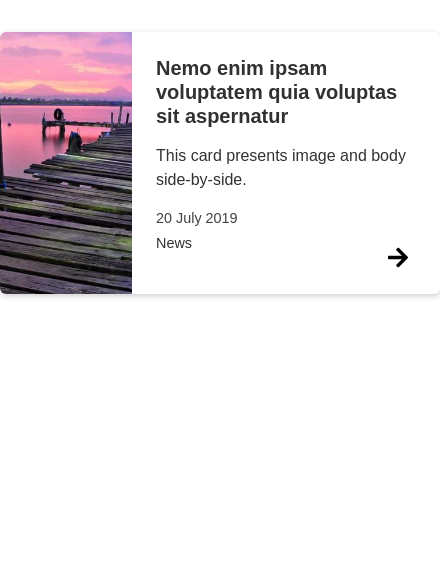 Nemo enim ipsam
voluptatem quia voluptas
sit aspernatur
This card presents image and body
side-by-side.
20 July 2019
News